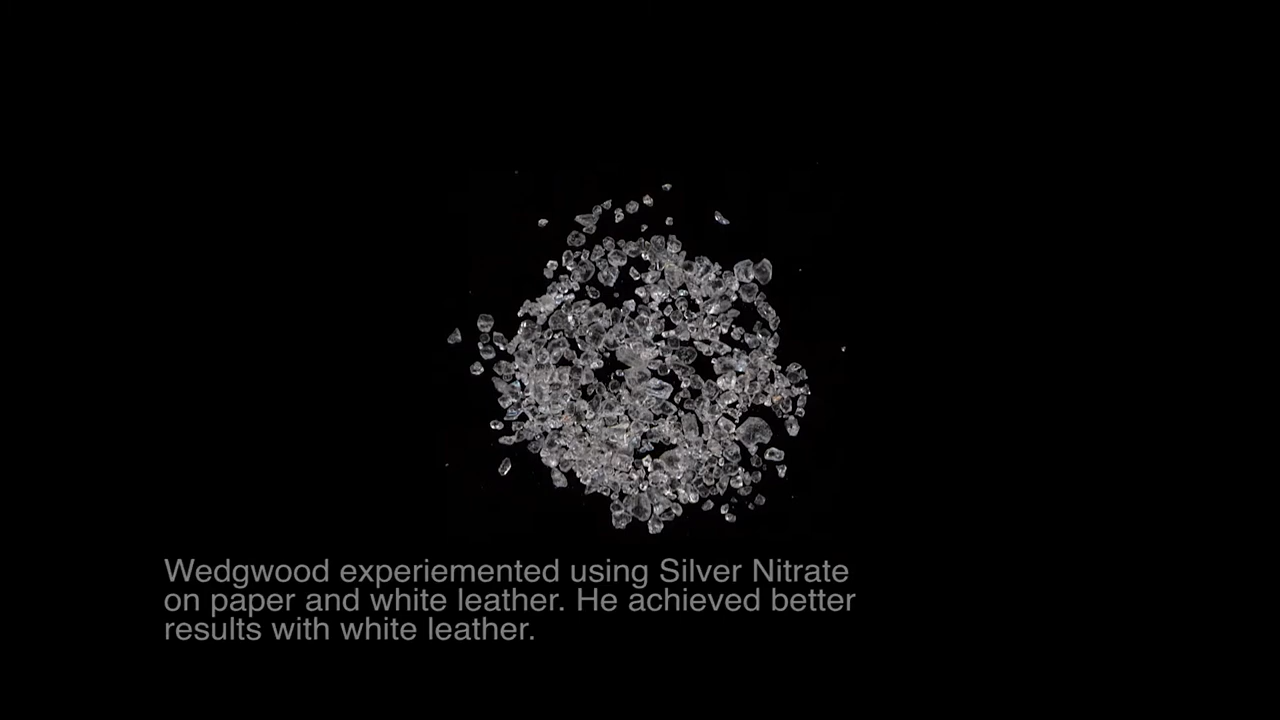 Wedgwood experiemented using Silver Nitrate
on paper and white leather. He achieved better
results with white leather.